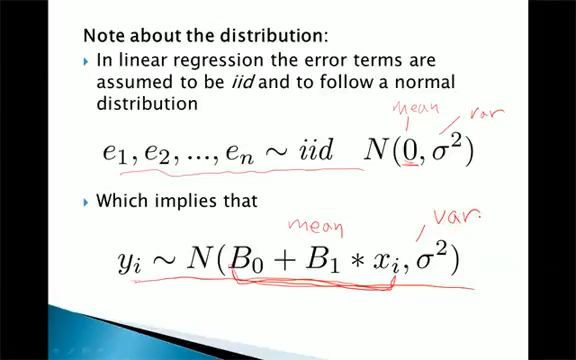 Note about the distribution:
In linear regression the error terms are
assumed to be iid and to follow a normal
distribution
mean var
e₁, e₂, ..., eₙ ~ iid N(0, σ²)
Which implies that
mean var.
yᵢ ~ N(B₀ + B₁ * xᵢ, σ²)